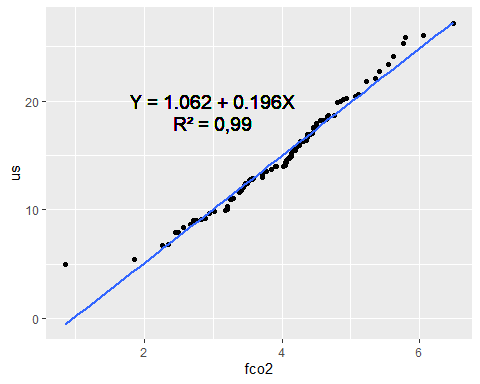 Y = 1.062 + 0.196X
R² = 0,99
20
10
0
us
2 4 6
fco2